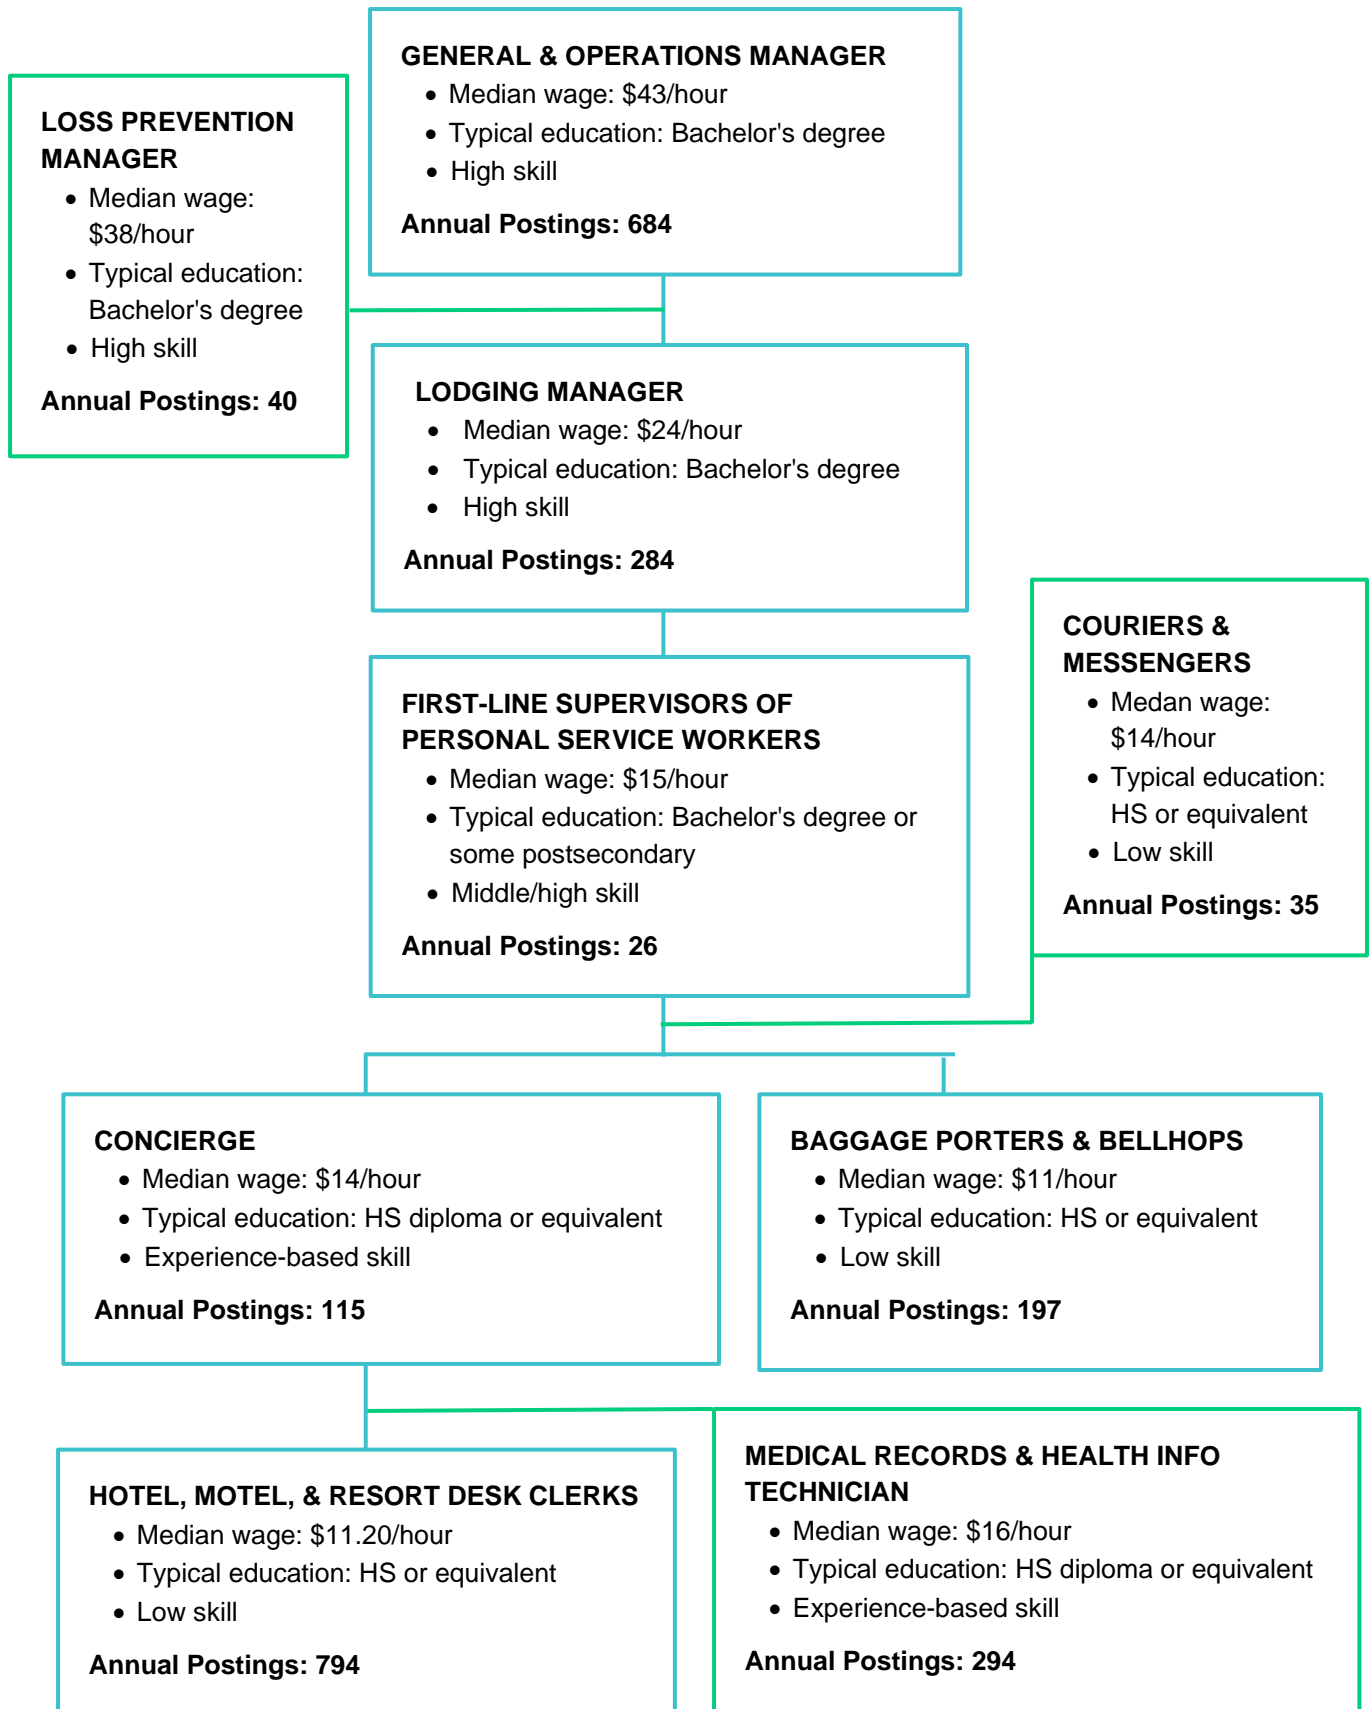 GENERAL & OPERATIONS MANAGER
• Median wage: $43/hour
• Typical education: Bachelor's degree
• High skill
Annual Postings: 684
LOSS PREVENTION
MANAGER
• Median wage:
$38/hour
• Typical education:
Bachelor's degree
• High skill
Annual Postings: 40
LODGING MANAGER
• Median wage: $24/hour
• Typical education: Bachelor's degree
• High skill
Annual Postings: 284
FIRST-LINE SUPERVISORS OF
PERSONAL SERVICE WORKERS
• Median wage: $15/hour
• Typical education: Bachelor's degree or
some postsecondary
• Middle/high skill
Annual Postings: 26
COURIERS &
MESSENGERS
• Medan wage:
$14/hour
• Typical education:
HS or equivalent
• Low skill
Annual Postings: 35
CONCIERGE
• Median wage: $14/hour
• Typical education: HS diploma or equivalent
• Experience-based skill
Annual Postings: 115
BAGGAGE PORTERS & BELLHOPS
• Median wage: $11/hour
• Typical education: HS or equivalent
• Low skill
Annual Postings: 197
HOTEL, MOTEL, & RESORT DESK CLERKS
• Median wage: $11.20/hour
• Typical education: HS or equivalent
• Low skill
Annual Postings: 794
MEDICAL RECORDS & HEALTH INFO
TECHNICIAN
• Median wage: $16/hour
• Typical education: HS diploma or equivalent
• Experience-based skill
Annual Postings: 294